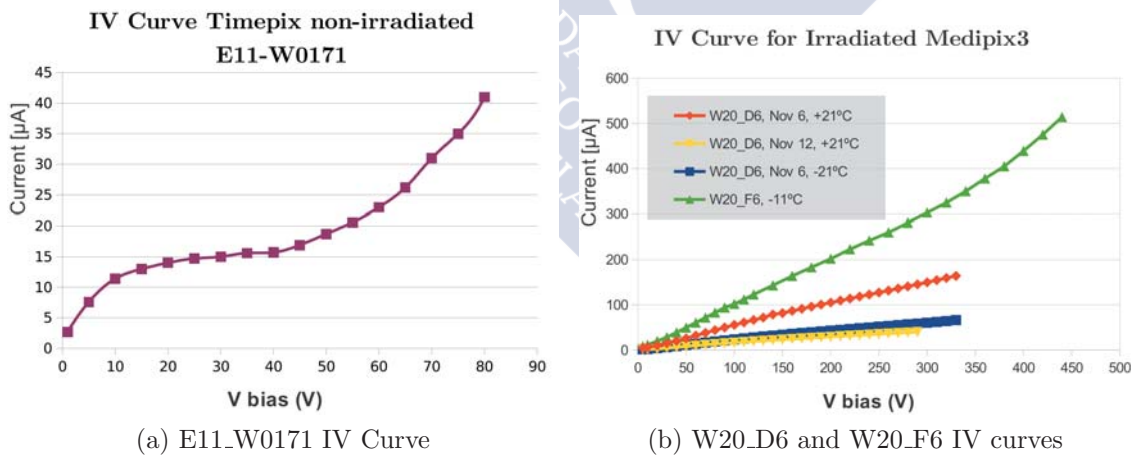 IV Curve Timepix non-irradiated
E11-W0171
Current [µA]
45
40
35
30
25
20
15
10
5
0
0 10 20 30 40 50 60 70 80 90
V bias (V)
(a) E11_W0171 IV Curve
IV Curve for Irradiated Medipix3
Current [µA]
600
500
400
300
200
100
0
W20_D6, Nov 6, +21ºC
W20_D6, Nov 12, +21ºC
W20_D6, Nov 6, -21ºC
W20_F6, -11ºC
0 50 100 150 200 250 300 350 400 450 500
V bias (V)
(b) W20_D6 and W20_F6 IV curves